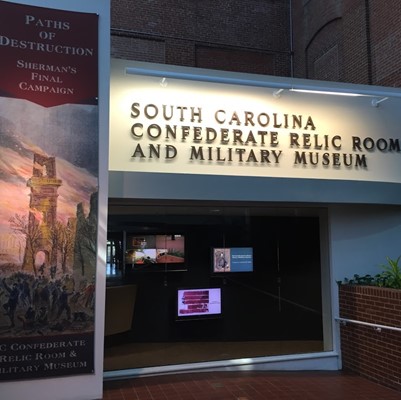 PATHS
OF
DESTRUCTION
SHERMAN'S
FINAL
CAMPAIGN
SOUTH CAROLINA
CONFEDERATE RELIC ROOM
AND MILITARY MUSEUM
SC CONFEDERATE
RELIC ROOM &
MILITARY MUSEUM